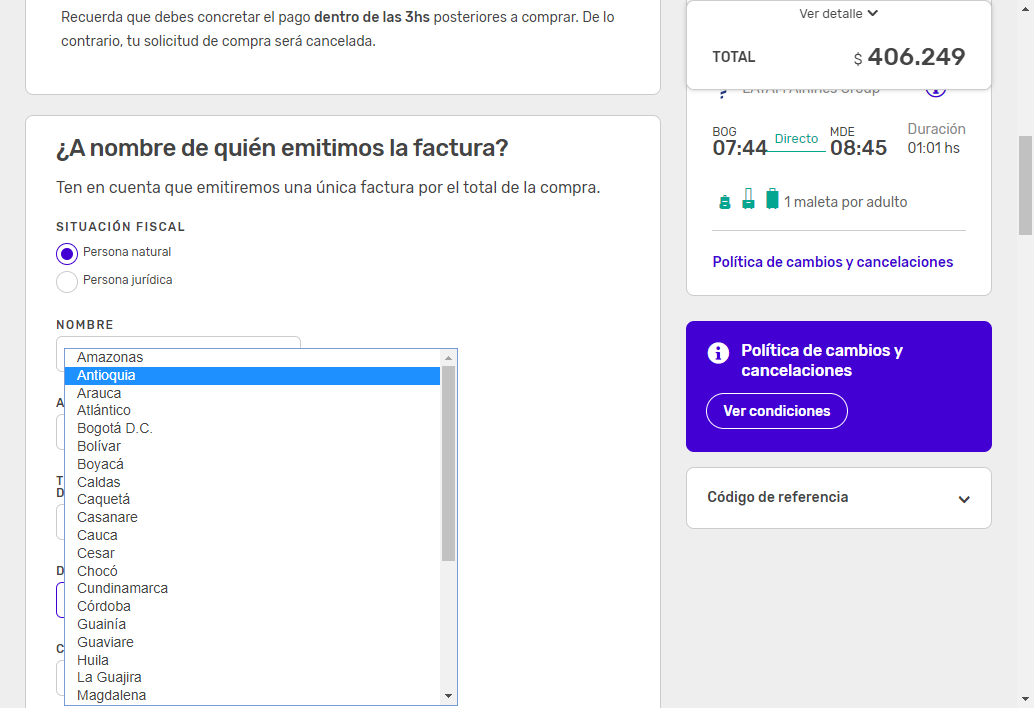 Recuerda que debes concretar el pago dentro de las 3hs posteriores a comprar. De lo
contrario, tu solicitud de compra será cancelada.
¿A nombre de quién emitimos la factura?
Ten en cuenta que emitiremos una única factura por el total de la compra.
SITUACIÓN FISCAL
Persona natural
Persona jurídica
NOMBRE
Amazonas
Antioquia
Arauca
Atlántico
Bogotá D.C.
Bolívar
Boyacá
Caldas
Caquetá
Casanare
Cauca
Cesar
Chocó
Cundinamarca
Córdoba
Guainía
Guaviare
Huila
La Guajira
Magdalena
A
T
D
D
C
Ver detalle
TOTAL
$ 406.249
LATAM Airlines Group
BOG
07:44
Directo
MDE
08:45
Duración
01:01 hs
1 maleta por adulto
Política de cambios y cancelaciones
Política de cambios y
cancelaciones
Ver condiciones
Código de referencia